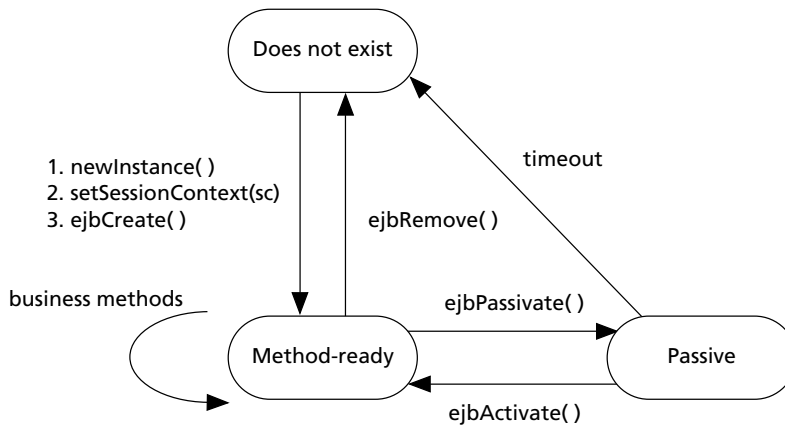 Does not exist
1. newInstance( )
2. setSessionContext(sc)
3. ejbCreate( )
timeout
ejbRemove( )
business methods
ejbPassivate( )
Method-ready
Passive
ejbActivate( )